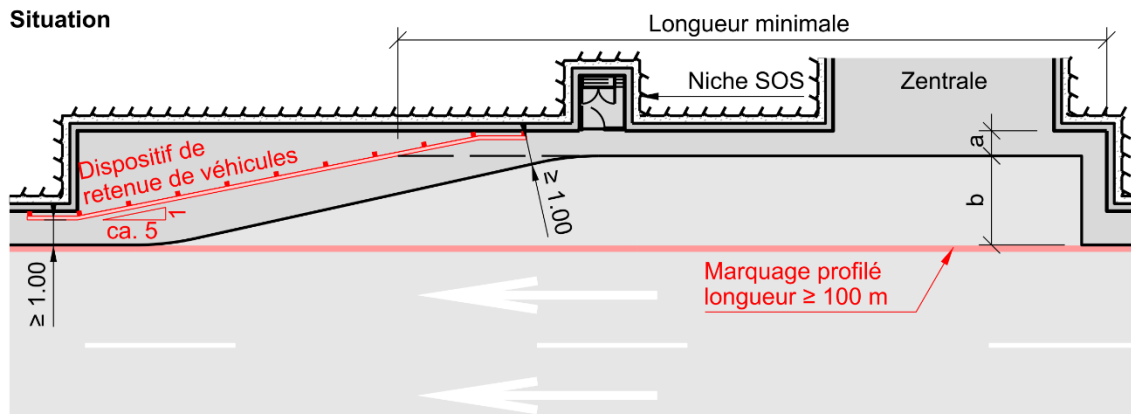 Situation
Longueur minimale
Niche SOS
Zentrale
a
Dispositif de
retenue de véhicules
1
ca. 5
≥ 1.00
b
≥ 1.00
Marquage profilé
longueur ≥ 100 m